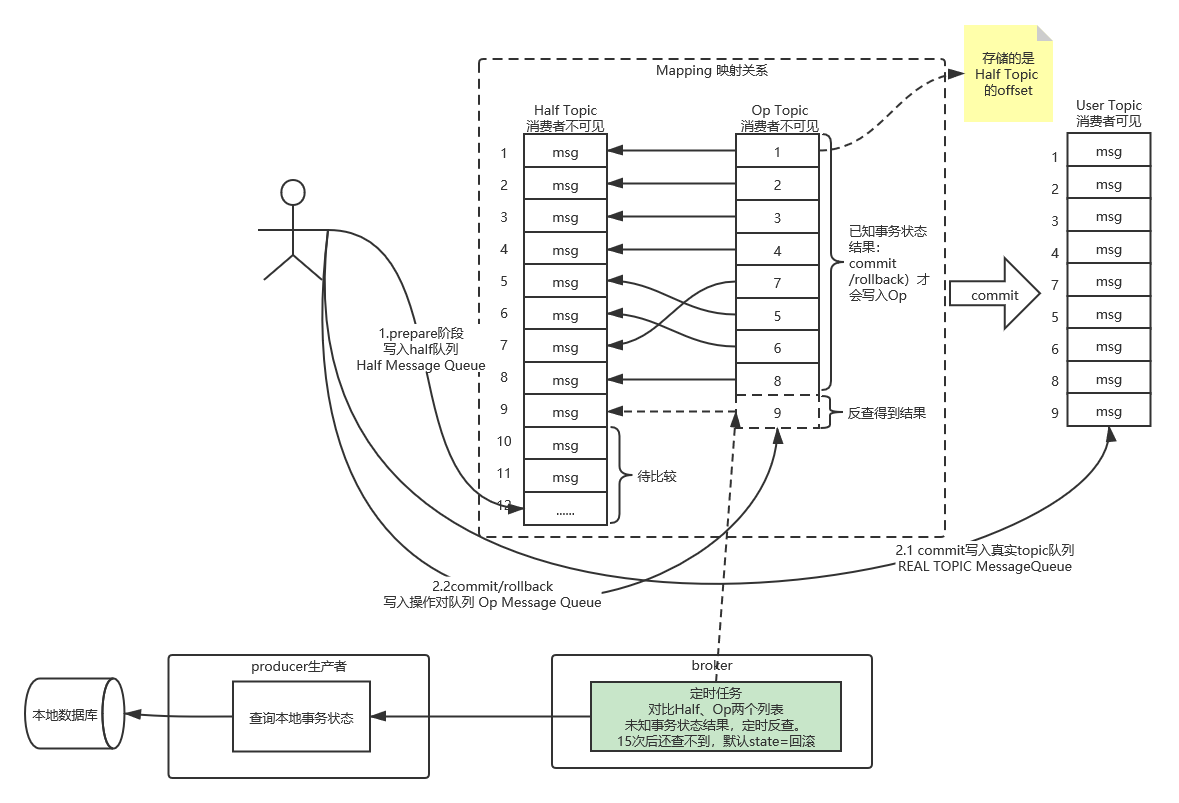 Mapping 映射关系
存储的是
Half Topic
的offset
Half Topic
消费者不可见
Op Topic
消费者不可见
User Topic
消费者可见
1
msg
2
msg
3
msg
4
msg
5
msg
6
msg
7
msg
8
msg
9
msg
10
msg
11
msg
12
......
1
2
3
4
7
5
6
8
9
已知事务状态
结果：
commit
/rollback）才
会写入Op
反查得到结果
待比较
commit
1
msg
2
msg
3
msg
4
msg
7
msg
5
msg
6
msg
8
msg
9
msg
1.prepare阶段
写入half队列
Half Message Queue
2.1 commit写入真实topic队列
REAL TOPIC MessageQueue
2.2commit/rollback
写入操作对队列 Op Message Queue
producer生产者
查询本地事务状态
本地数据库
broker
定时任务
对比Half、Op两个列表
未知事务状态结果，定时反查。
15次后还查不到，默认state=回滚